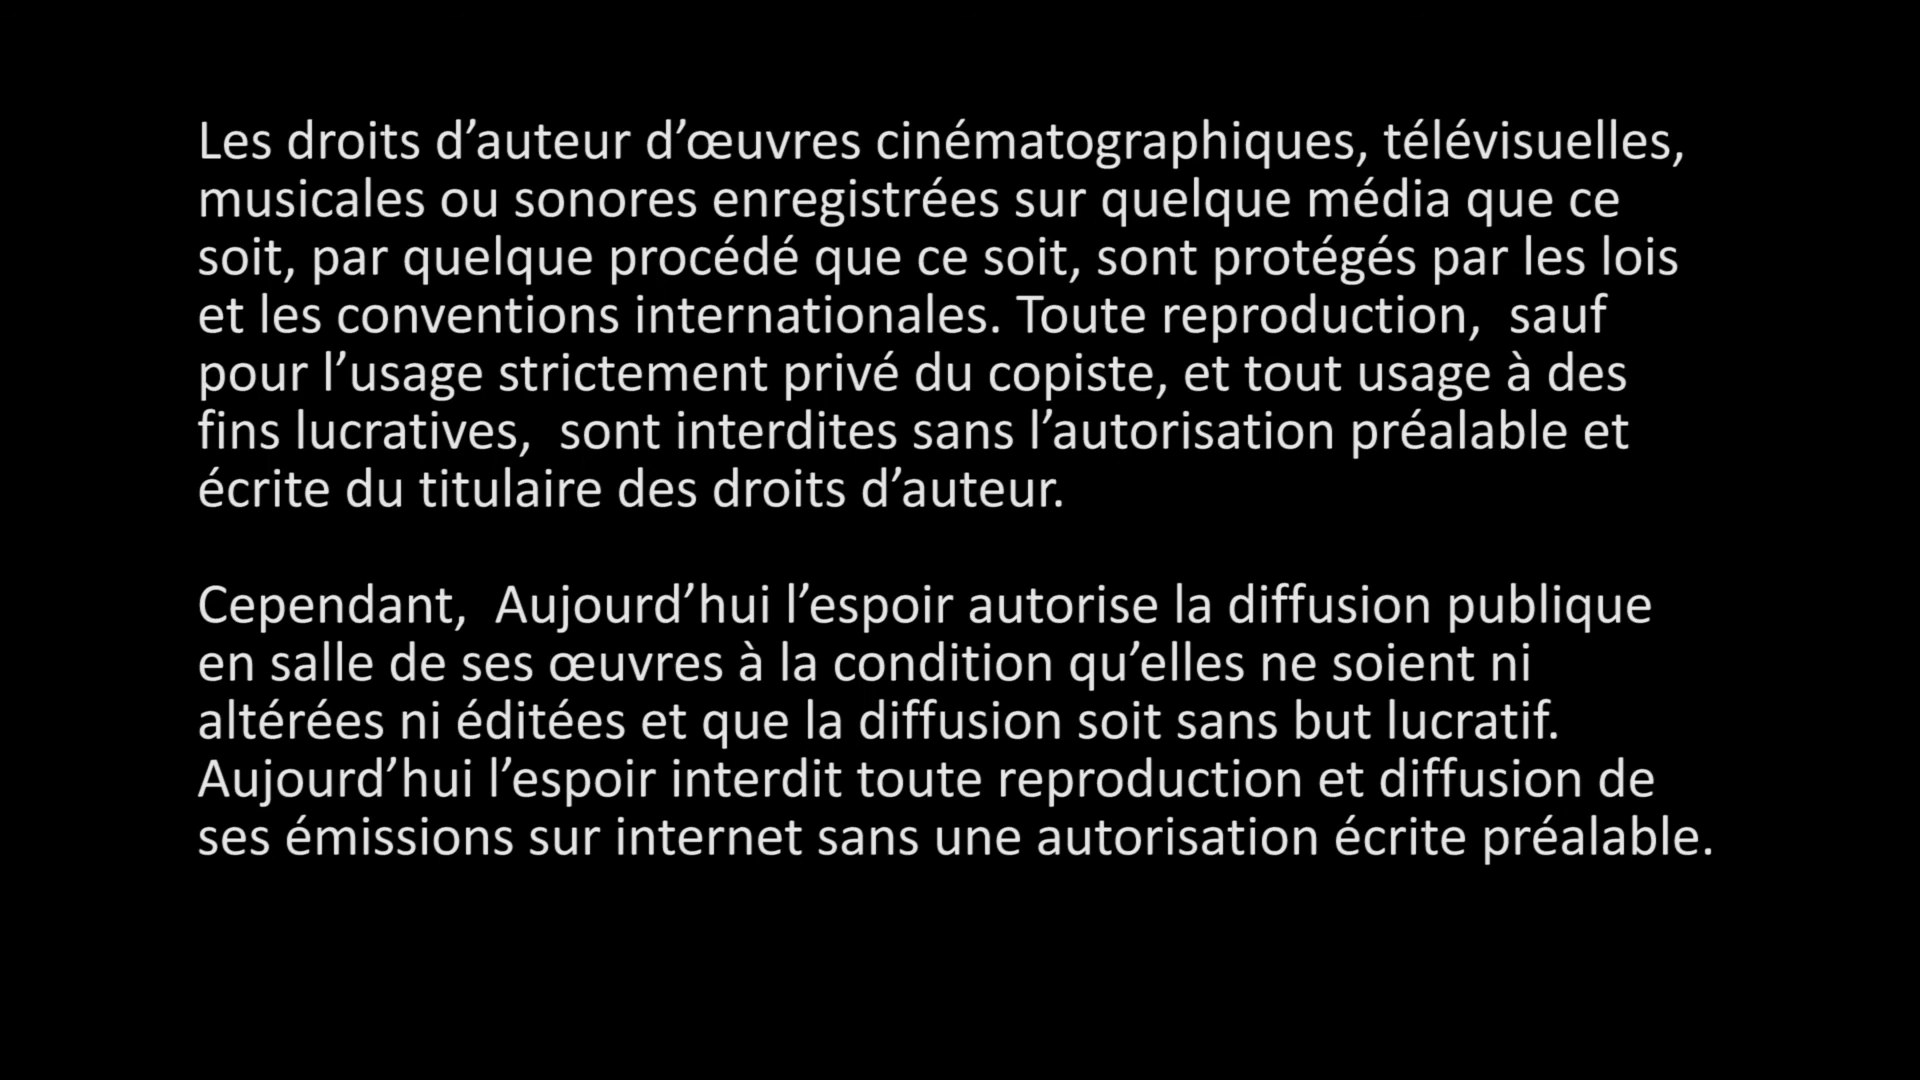 Les droits d’auteur d’œuvres cinématographiques, télévisuelles,
musicales ou sonores enregistrées sur quelque média que ce
soit, par quelque procédé que ce soit, sont protégés par les lois
et les conventions internationales. Toute reproduction,  sauf
pour l’usage strictement privé du copiste, et tout usage à des
fins lucratives,  sont interdites sans l’autorisation préalable et
écrite du titulaire des droits d’auteur.
Cependant,  Aujourd’hui l’espoir autorise la diffusion publique
en salle de ses œuvres à la condition qu’elles ne soient ni
altérées ni éditées et que la diffusion soit sans but lucratif.
Aujourd’hui l’espoir interdit toute reproduction et diffusion de
ses émissions sur internet sans une autorisation écrite préalable.